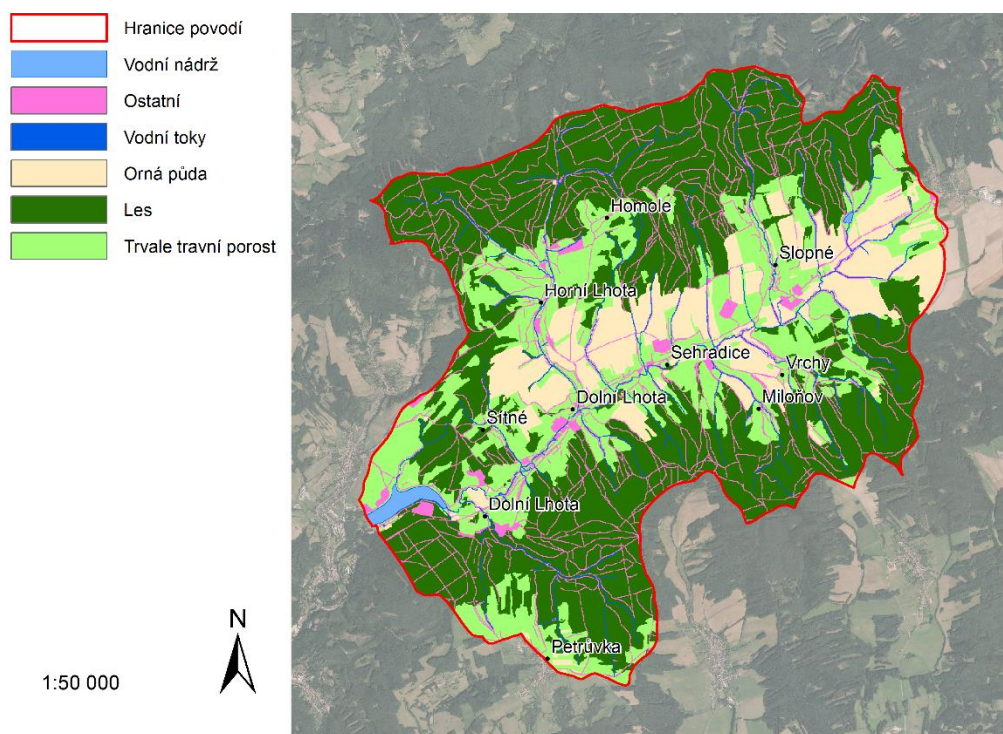 Hranice povodí
Vodní nádrž
Ostatní
Vodní toky
Orná půda
Les
Trvale travní porost
Homole
Slopné
Horní Lhota
Sehradice
Vrchy
Dolní Lhota
Miloňov
Sítné
Dolní Lhota
Petrůvka
N
1:50 000